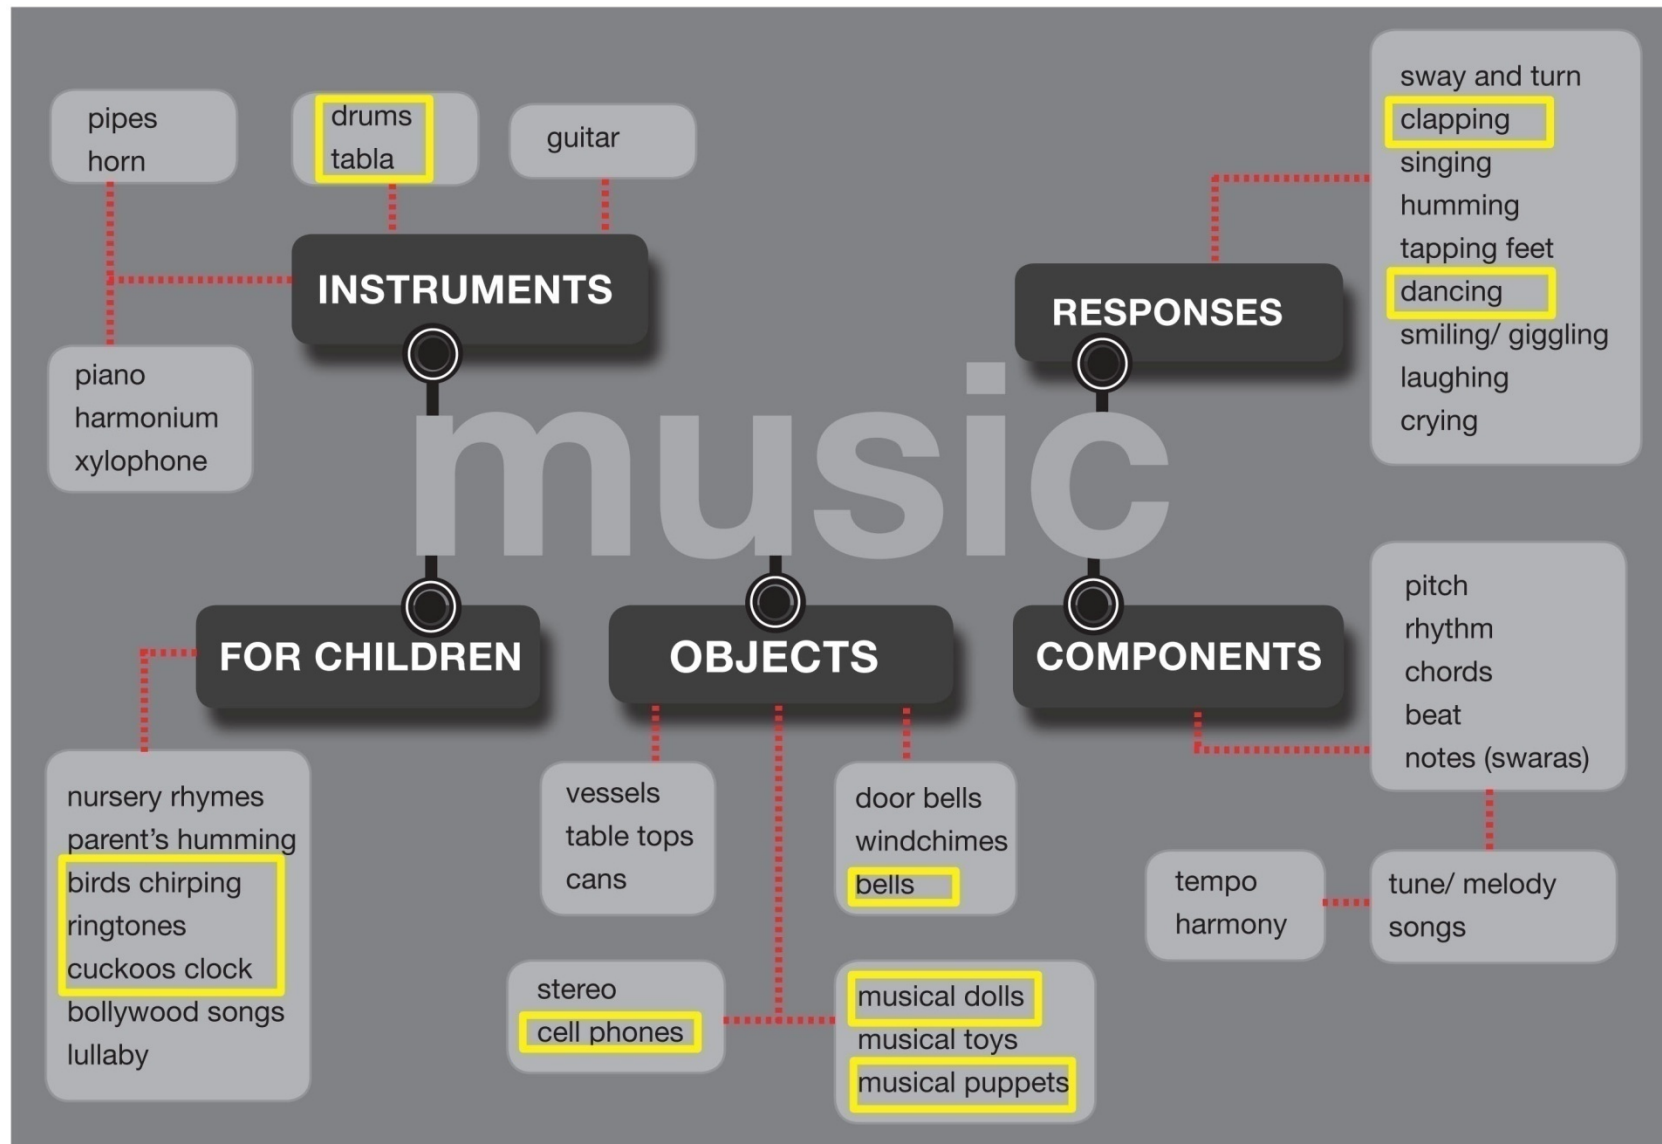 pipes
horn
drums
tabla
guitar
INSTRUMENTS
piano
harmonium
xylophone
RESPONSES
sway and turn
clapping
singing
humming
tapping feet
dancing
smiling/ giggling
laughing
crying
music
FOR CHILDREN
nursery rhymes
parent's humming
birds chirping
ringtones
cuckoos clock
bollywood songs
lullaby
OBJECTS
vessels
table tops
cans
door bells
windchimes
bells
stereo
cell phones
musical dolls
musical toys
musical puppets
COMPONENTS
pitch
rhythm
chords
beat
notes (swaras)
tune/ melody
songs
tempo
harmony